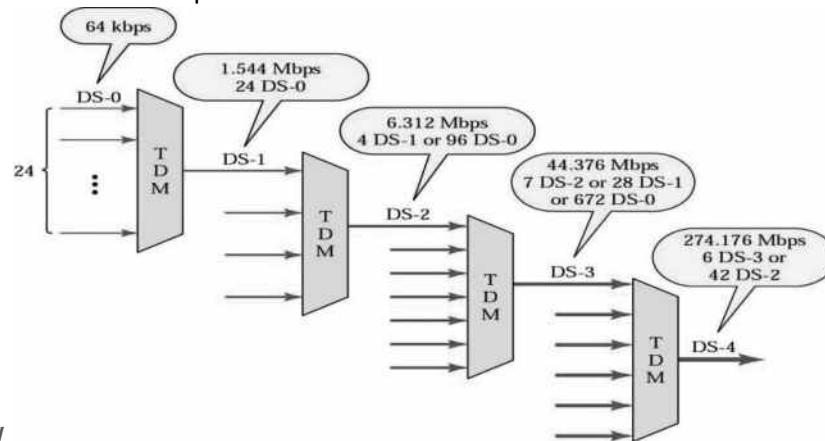 64 kbps
DS-0
24
T
D
M
1.544 Mbps
24 DS-0
DS-1
T
D
M
6.312 Mbps
4 DS-1 or 96 DS-0
DS-2
T
D
M
44.376 Mbps
7 DS-2 or 28 DS-1
or 672 DS-0
DS-3
T
D
M
274.176 Mbps
6 DS-3 or
42 DS-2
DS-4